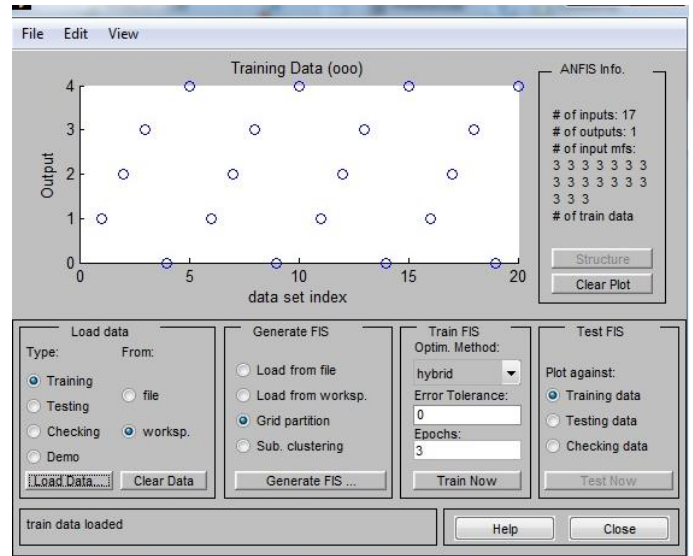 File Edit View
Training Data (ooo)
4
3
2
1
0
Output
0 5 10 15 20
data set index
ANFIS Info.
# of inputs: 17
# of outputs: 1
# of input mfs:
3 3 3 3 3 3 3
3 3 3 3 3 3 3
3 3 3
# of train data
Structure
Clear Plot
Load data
Type: From:
Training
Testing
Checking
Demo
file
worksp.
Load Data...
Clear Data
Generate FIS
Load from file
Load from worksp.
Grid partition
Sub. clustering
Generate FIS ...
Train FIS
Optim. Method:
hybrid
Error Tolerance:
0
Epochs:
3
Train Now
Test FIS
Plot against:
Training data
Testing data
Checking data
Test Now
train data loaded
Help
Close